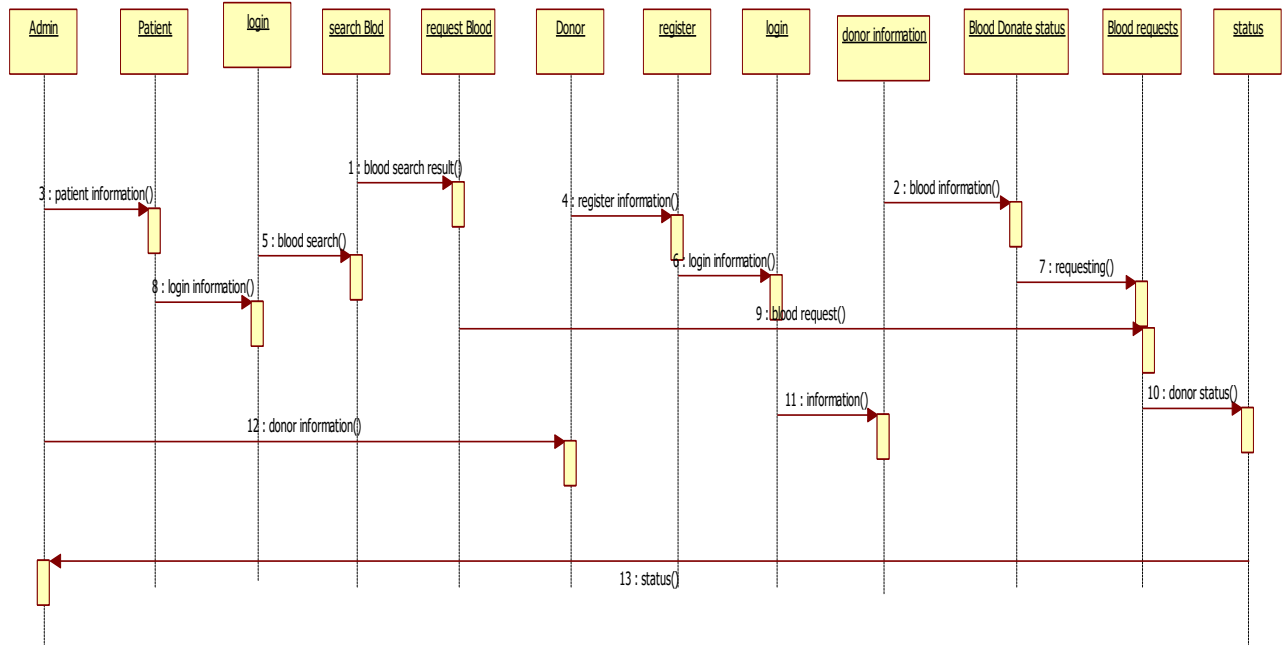 Admin
Patient
login
search Blod
request Blood
Donor
register
login
donor information
Blood Donate status
Blood requests
status
1 : blood search result()
3 : patient information()
2 : blood information()
4 : register information()
5 : blood search()
6 : login information()
7 : requesting()
8 : login information()
9 : blood request()
10 : donor status()
11 : information()
12 : donor information()
13 : status()